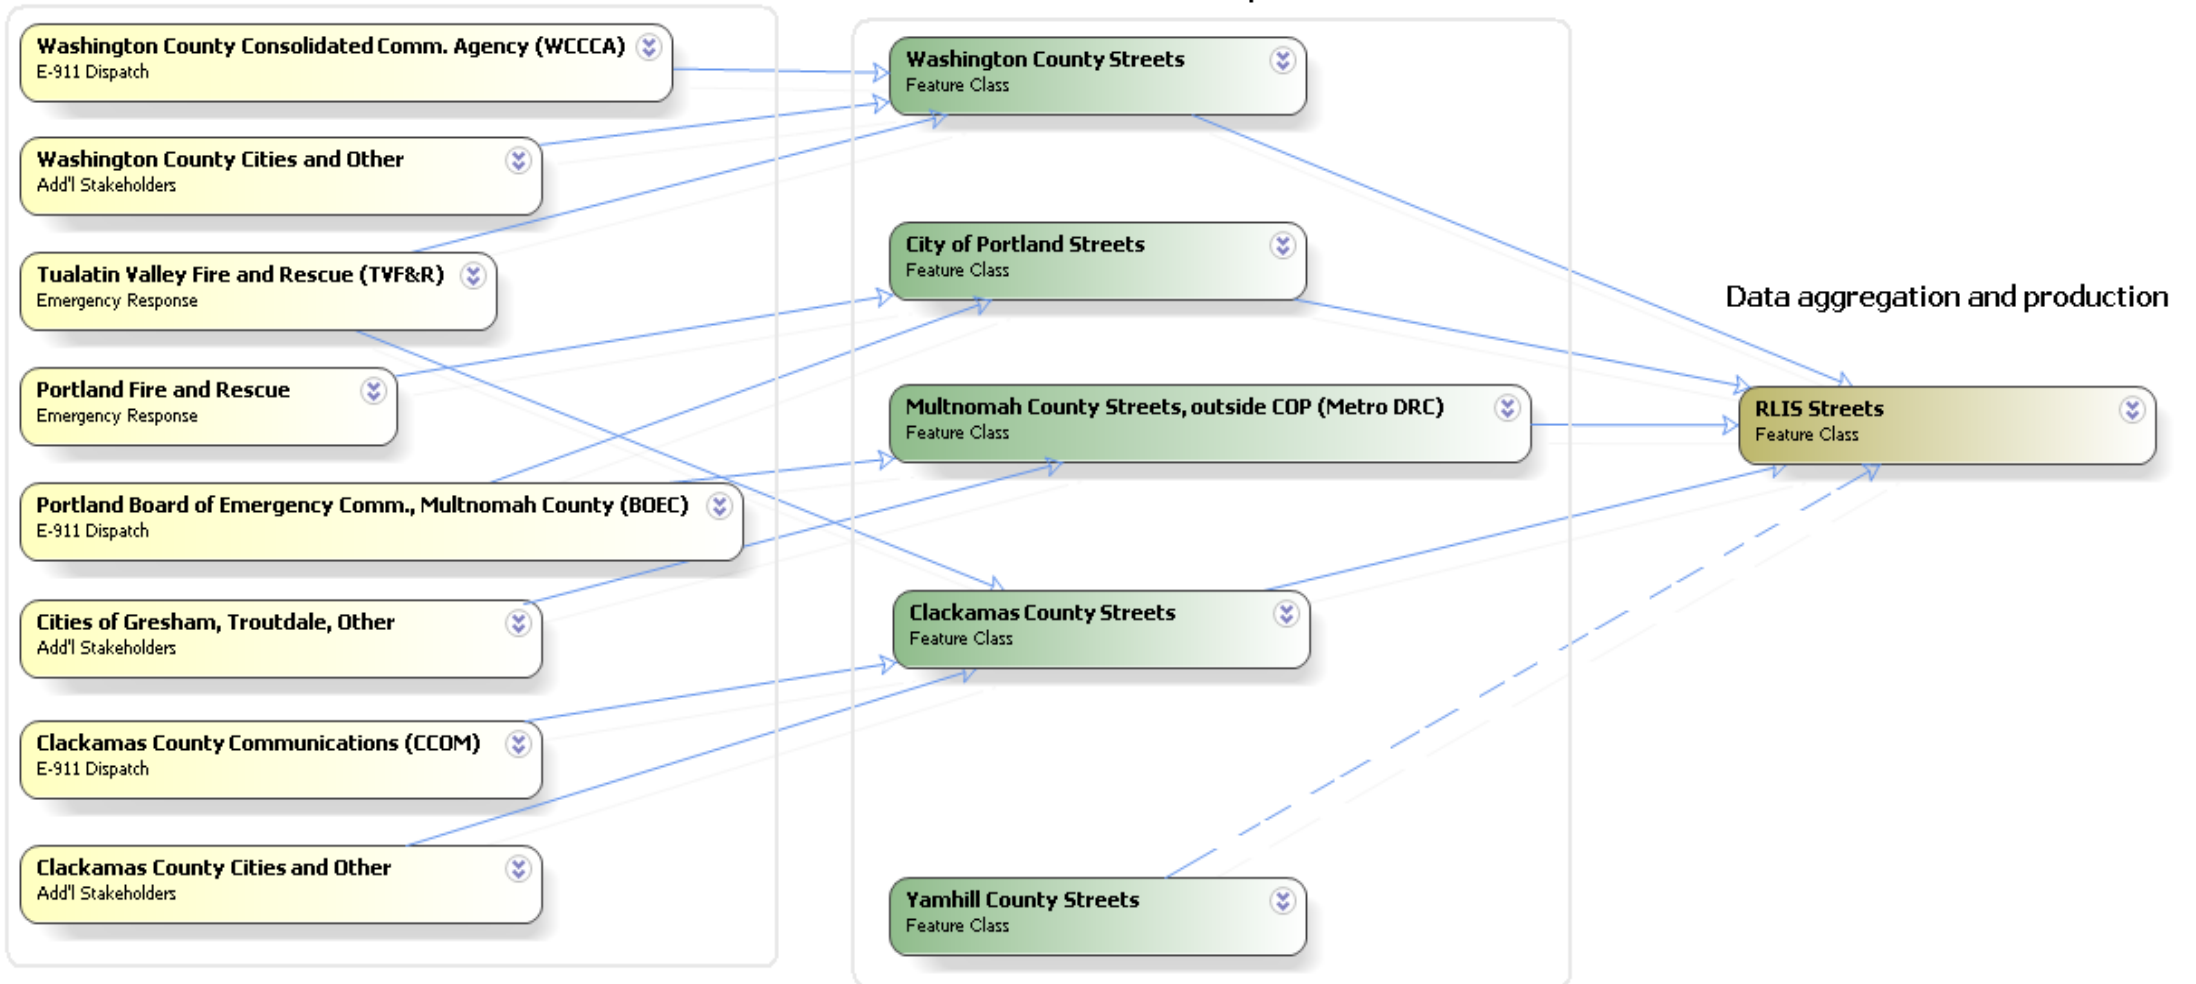 Washington County Consolidated Comm. Agency (WCCCA)
E-911 Dispatch
Washington County Cities and Other
Add'l Stakeholders
Tualatin Valley Fire and Rescue (TVF&R)
Emergency Response
Portland Fire and Rescue
Emergency Response
Portland Board of Emergency Comm., Multnomah County (BOEC)
E-911 Dispatch
Cities of Gresham, Troutdale, Other
Add'l Stakeholders
Clackamas County Communications (CCOM)
E-911 Dispatch
Clackamas County Cities and Other
Add'l Stakeholders
Washington County Streets
Feature Class
City of Portland Streets
Feature Class
Multnomah County Streets, outside COP (Metro DRC)
Feature Class
Clackamas County Streets
Feature Class
Yamhill County Streets
Feature Class
Data aggregation and production
RLIS Streets
Feature Class